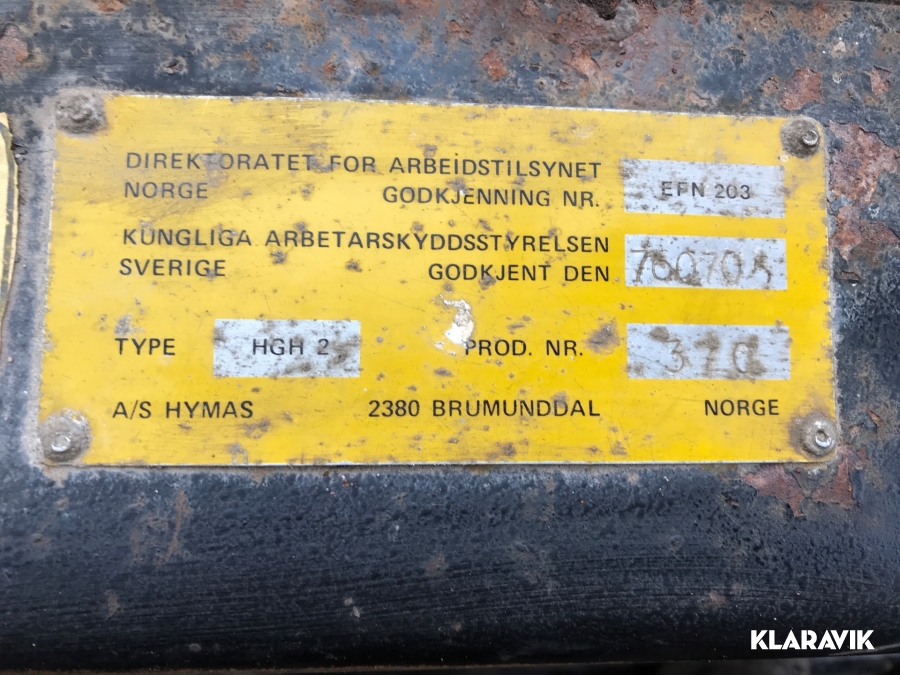 DIREKTORATET FOR ARBEIDSTILSYNET
NORGE GODKJENNING NR. EFN 203
KUNGLIGA ARBETARSKYDDSSTYRELSEN
SVERIGE GODKJENT DEN
TYPE HGH 2 PROD. NR. 370
A/S HYMAS 2380 BRUMUNDDAL NORGE
KLARAVIK